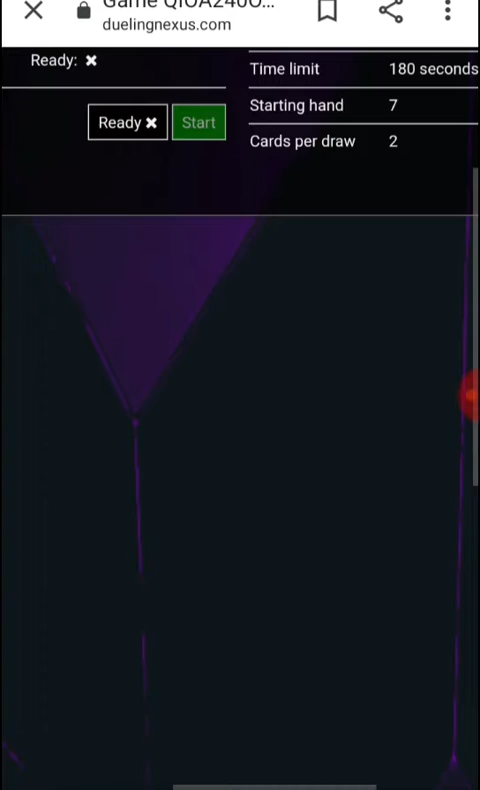 duelingnexus.com
Ready: ✖
Time limit 180 seconds
Starting hand 7
Ready ✖ Start
Cards per draw 2